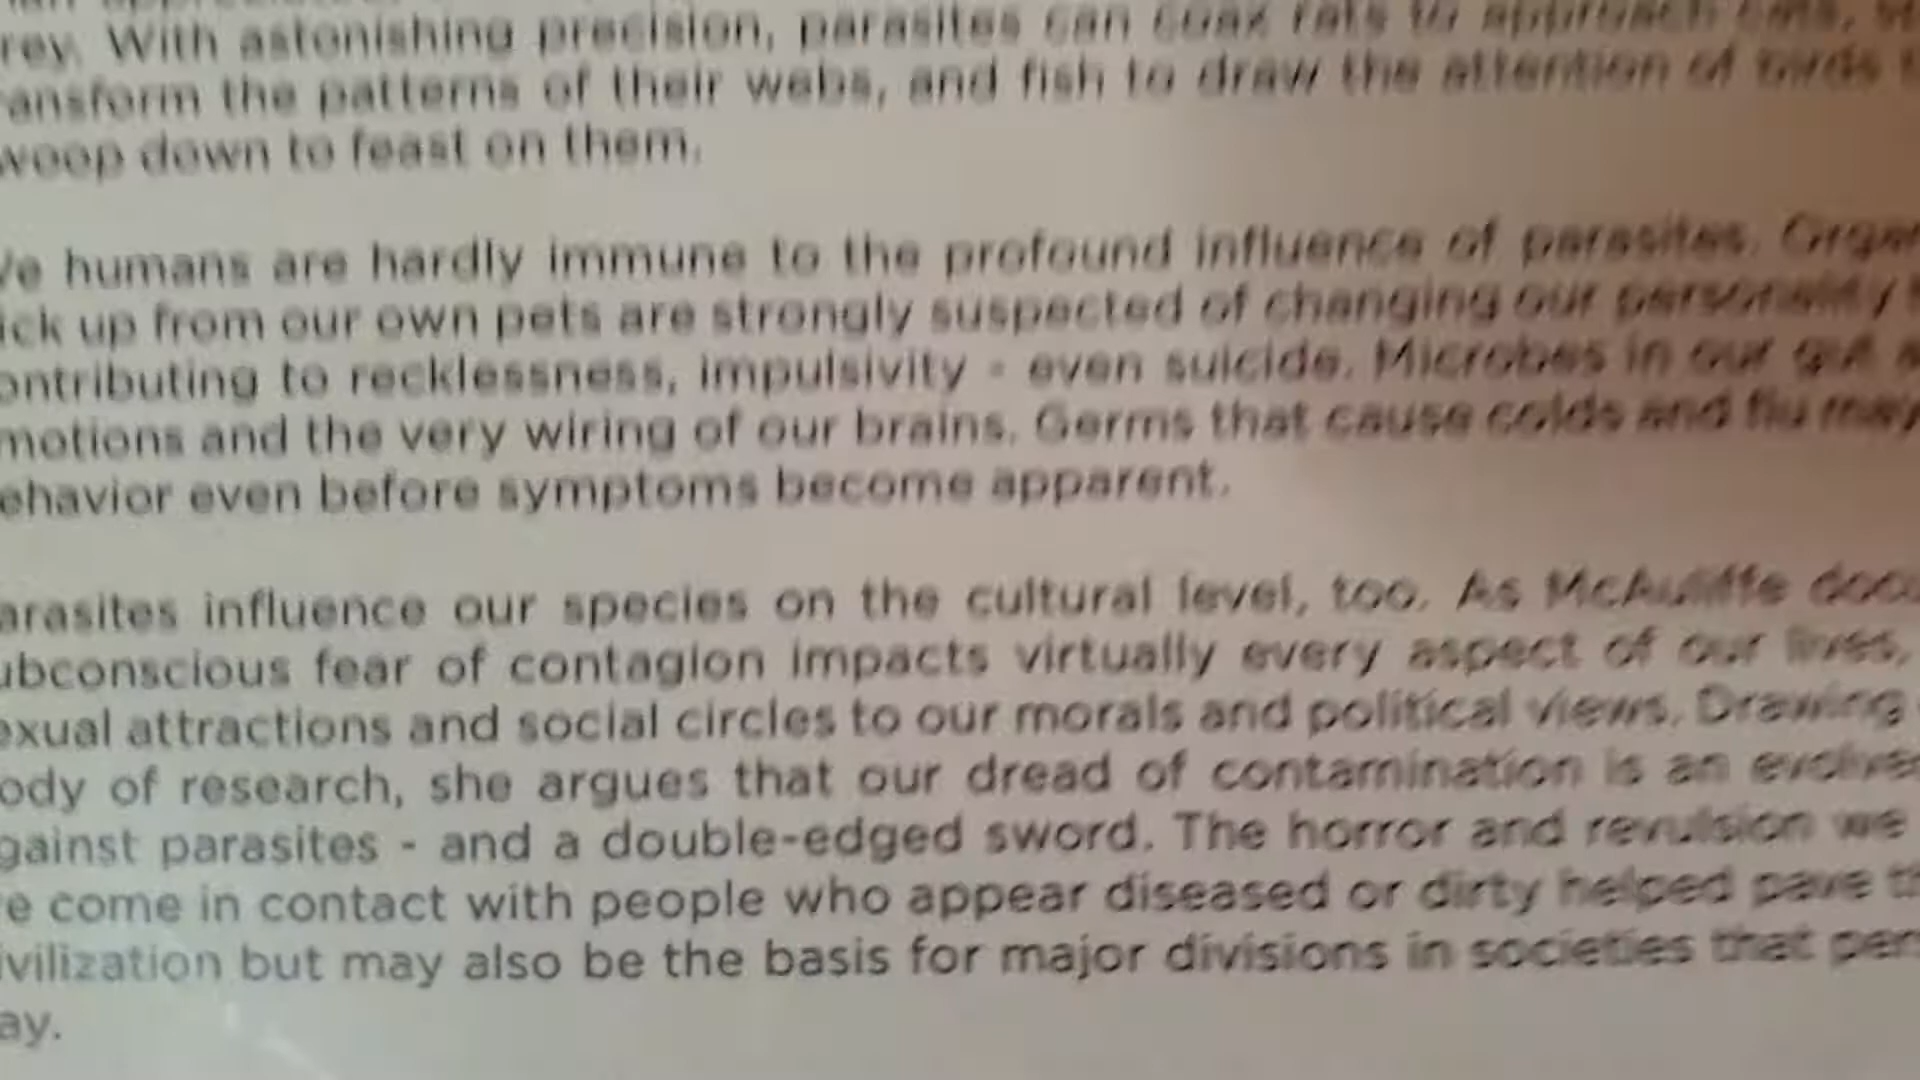 rey. With astonishing precision, parasites can coax rats to approach cats,
ansform the patterns of their webs, and fish to draw the attention of birds
woop down to feast on them.
We humans are hardly immune to the profound influence of parasites.
ick up from our own pets are strongly suspected of changing our personality
ontributing to recklessness, impulsivity - even suicide. Microbes in our gut
motions and the very wiring of our brains. Germs that cause colds and flu may
ehavior even before symptoms become apparent.
arasites influence our species on the cultural level, too. As McAuliffe
ubconscious fear of contagion impacts virtually every aspect of our lives,
exual attractions and social circles to our morals and political views. Drawing
ody of research, she argues that our dread of contamination is an evolve
gainst parasites - and a double-edged sword. The horror and revulsion we
e come in contact with people who appear diseased or dirty helped pave th
ivilization but may also be the basis for major divisions in societies that per
ay.